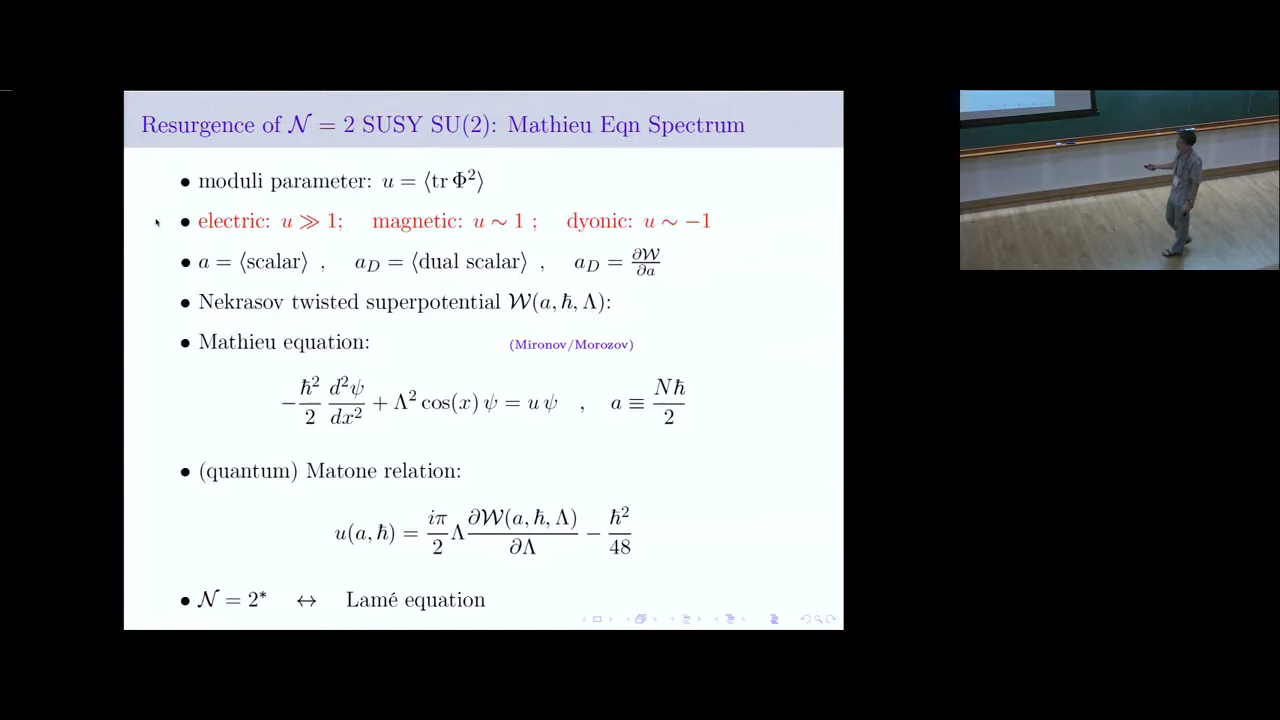 Resurgence of 𝒩 = 2 SUSY SU(2): Mathieu Eqn Spectrum
• moduli parameter: u = ⟨tr Φ²⟩
• electric: u ≫ 1; magnetic: u ∼ 1 ; dyonic: u ∼ −1
• a = ⟨scalar⟩ , a_D = ⟨dual scalar⟩ , a_D = ∂𝒲/∂a
• Nekrasov twisted superpotential 𝒲(a, ħ, Λ):
• Mathieu equation: (Mironov/Morozov)
−ħ²/2 d²ψ/dx² + Λ² cos(x) ψ = u ψ , a ≡ Nħ/2
• (quantum) Matone relation:
u(a, ħ) = iπ/2 Λ ∂𝒲(a, ħ, Λ)/∂Λ − ħ²/48
• 𝒩 = 2* ↔ Lamé equation